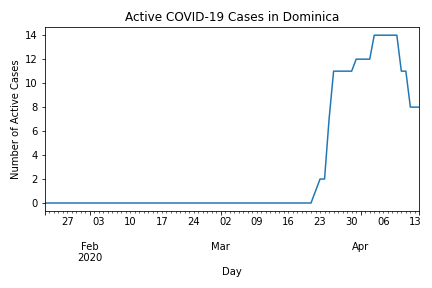 Active COVID-19 Cases in Dominica
Number of Active Cases
14
12
10
8
6
4
2
0
27 03 10 17 24 02 09 16 23 30 06 13
Feb Mar Apr
2020
Day